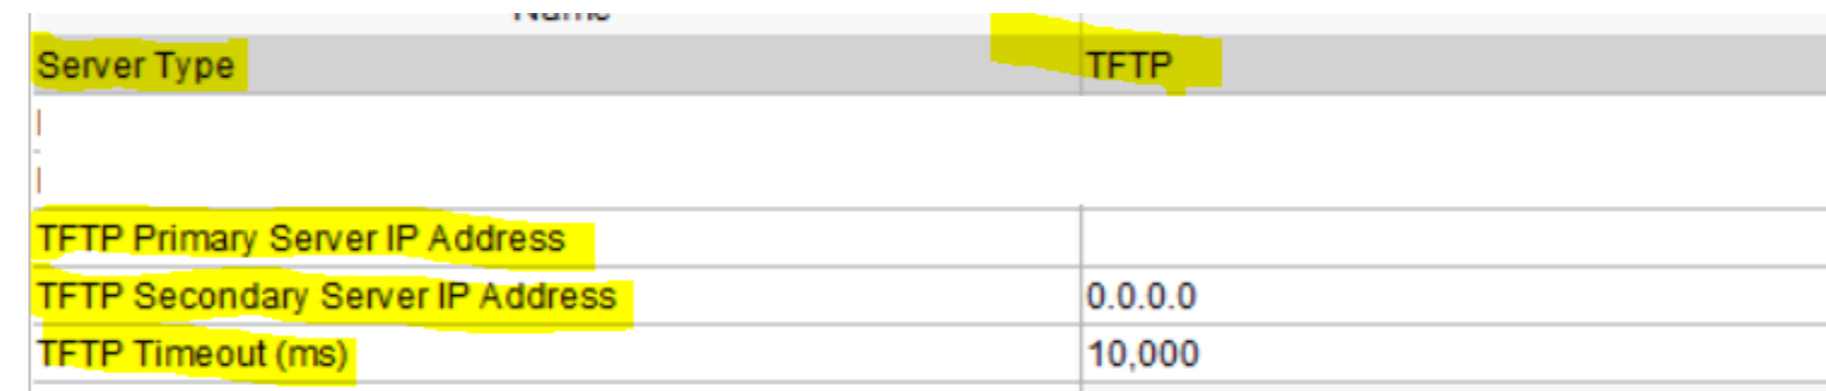 Name
Server Type TFTP
TFTP Primary Server IP Address
TFTP Secondary Server IP Address 0.0.0.0
TFTP Timeout (ms) 10,000